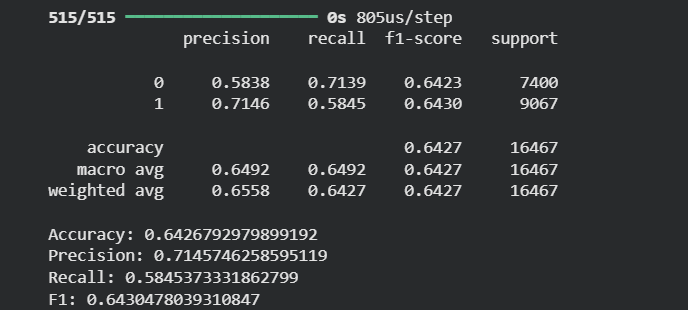 515/515 ━━━━━━━━━━━━━━━━━━━━ 0s 805us/step
precision recall f1-score support
0 0.5838 0.7139 0.6423 7400
1 0.7146 0.5845 0.6430 9067
accuracy 0.6427 16467
macro avg 0.6492 0.6492 0.6427 16467
weighted avg 0.6558 0.6427 0.6427 16467
Accuracy: 0.6426792979899192
Precision: 0.7145746258595119
Recall: 0.5845373331862799
F1: 0.6430478039310847